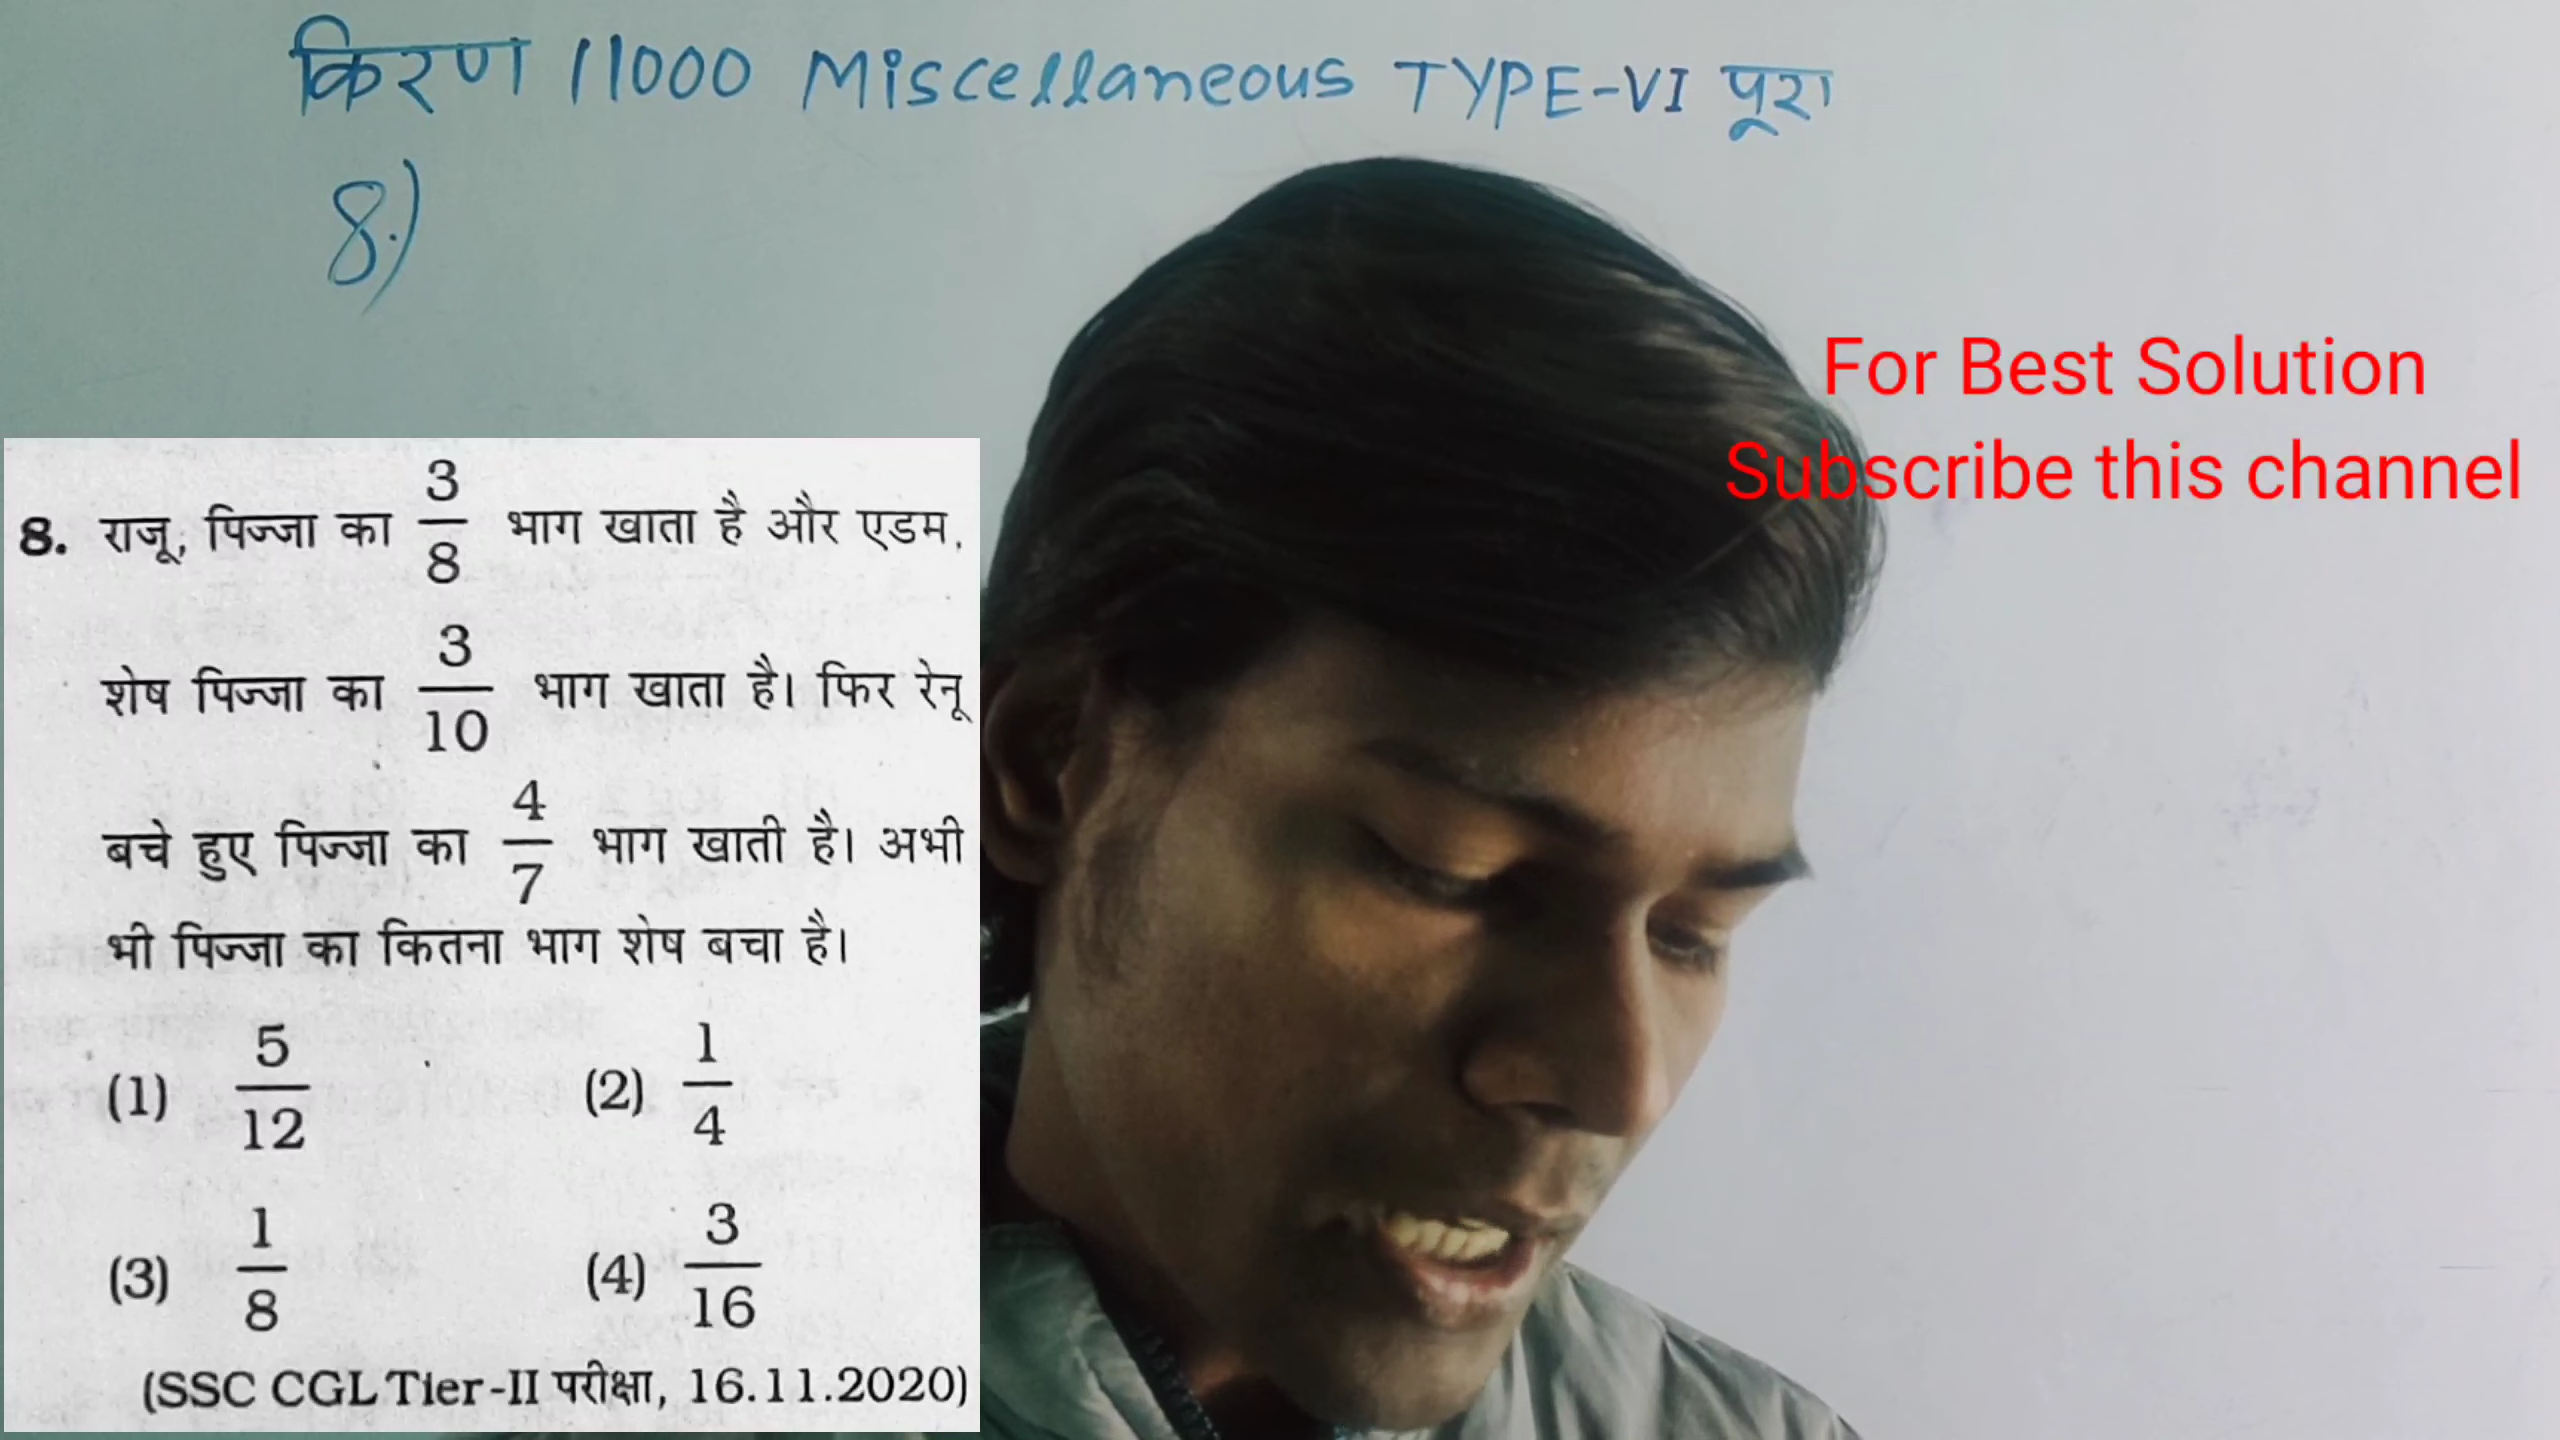 किरण 11000 Miscellaneous TYPE-VI पूरा
8.)
For Best Solution
Subscribe this channel
8. राजू, पिज्जा का 3/8 भाग खाता है और एडम,
शेष पिज्जा का 3/10 भाग खाता है। फिर रेनू
बचे हुए पिज्जा का 4/7 भाग खाती है। अभी
भी पिज्जा का कितना भाग शेष बचा है।
(1) 5/12 (2) 1/4
(3) 1/8 (4) 3/16
(SSC CGL Tier-II परीक्षा, 16.11.2020)